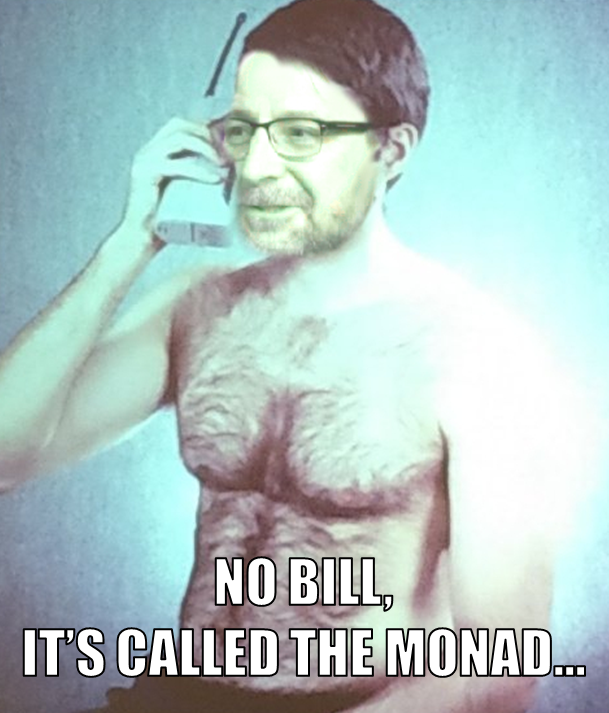 NO BILL,
IT’S CALLED THE MONAD...